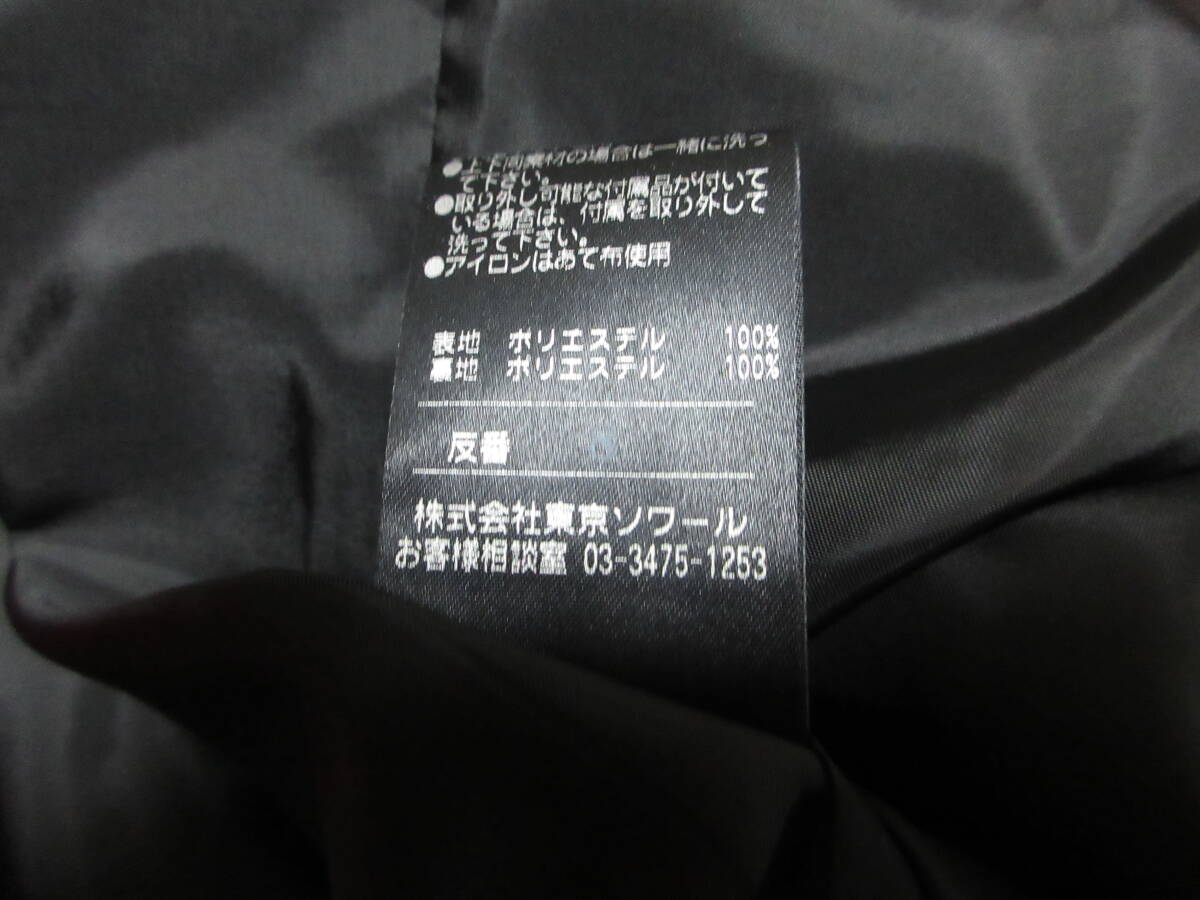 ●上下同素材の場合は一緒に洗っ
て下さい。
●取り外し可能な付属品が付いて
いる場合は、付属を取り外して
洗って下さい。
●アイロンはあて布使用
表地 ポリエステル 100%
裏地 ポリエステル 100%
反番
株式会社東京ソワール
お客様相談室 03-3475-1253